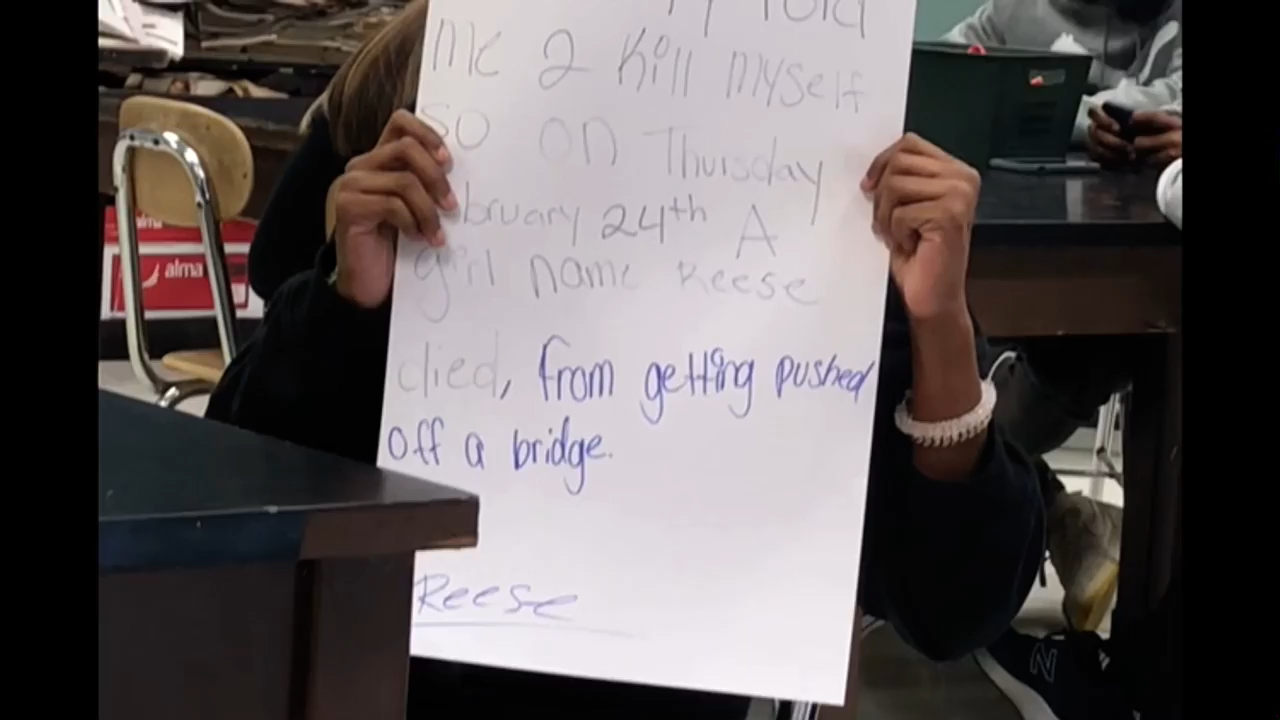 told
me 2 kill myself
so on Thursday
bruary 24th A
girl name Reese
died, from getting pushed
off a bridge.
Reese
alma
N